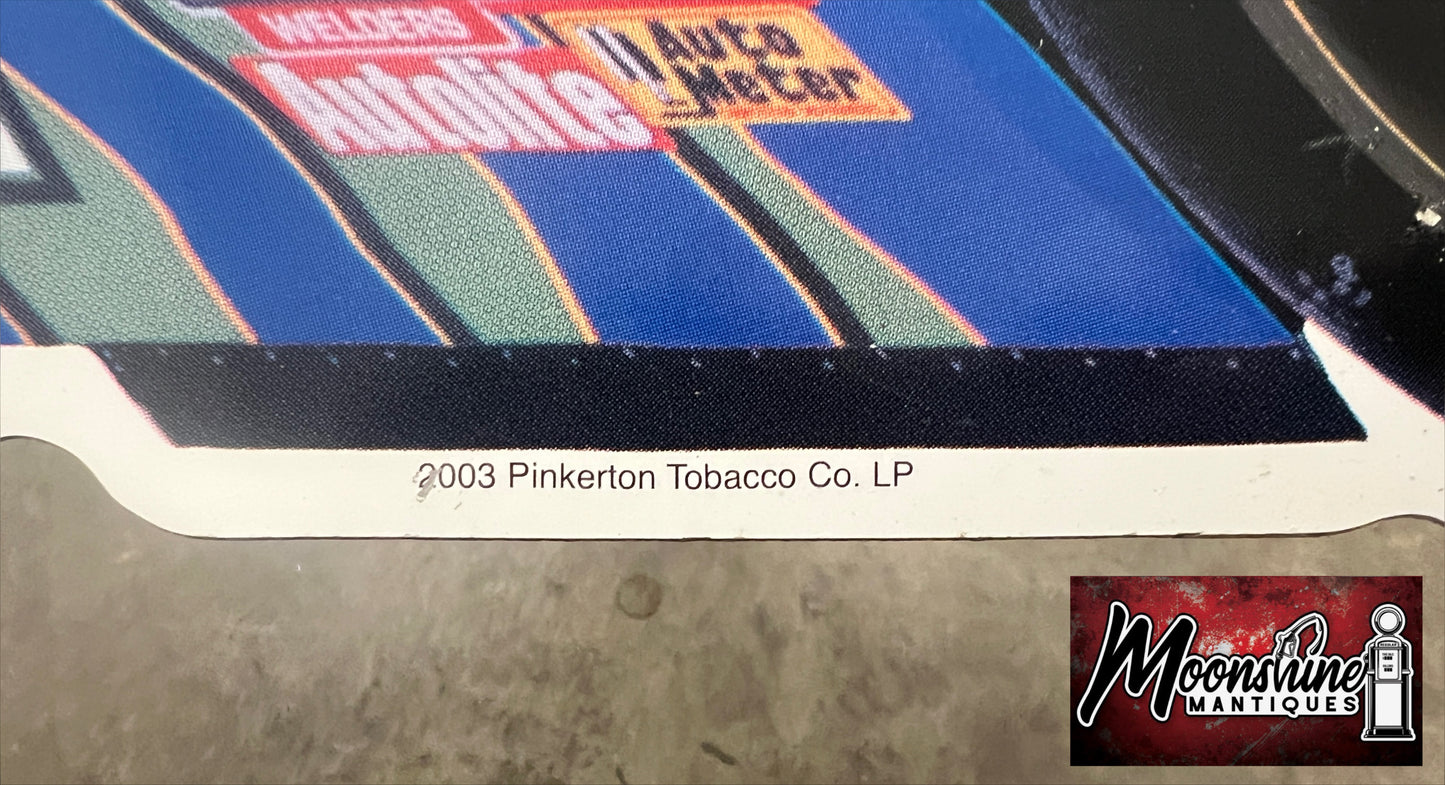 WELDERS
Auto
Meter
Autolite
2003 Pinkerton Tobacco Co. LP
Moonshine
MANTIQUES